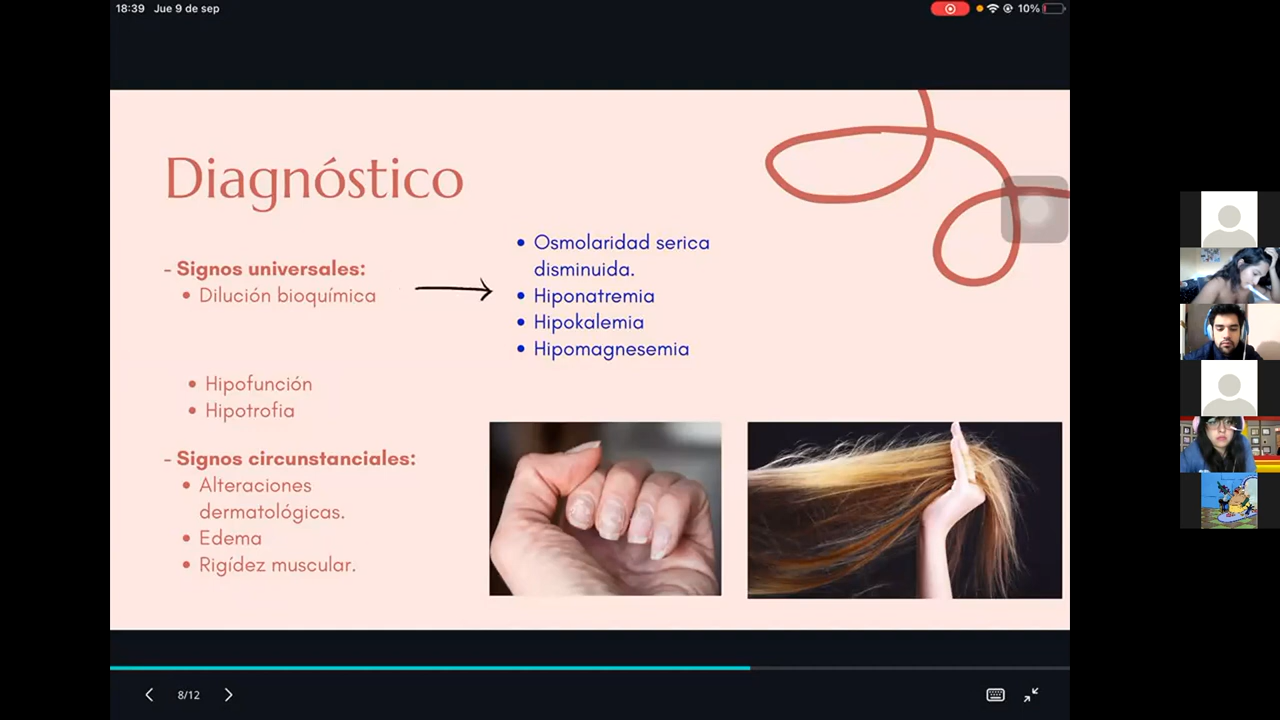 18:39 Jue 9 de sep
10%
Diagnóstico
- Signos universales:
• Dilución bioquímica
• Osmolaridad serica
disminuida.
• Hiponatremia
• Hipokalemia
• Hipomagnesemia
• Hipofunción
• Hipotrofia
- Signos circunstanciales:
• Alteraciones
dermatológicas.
• Edema
• Rigídez muscular.
8/12